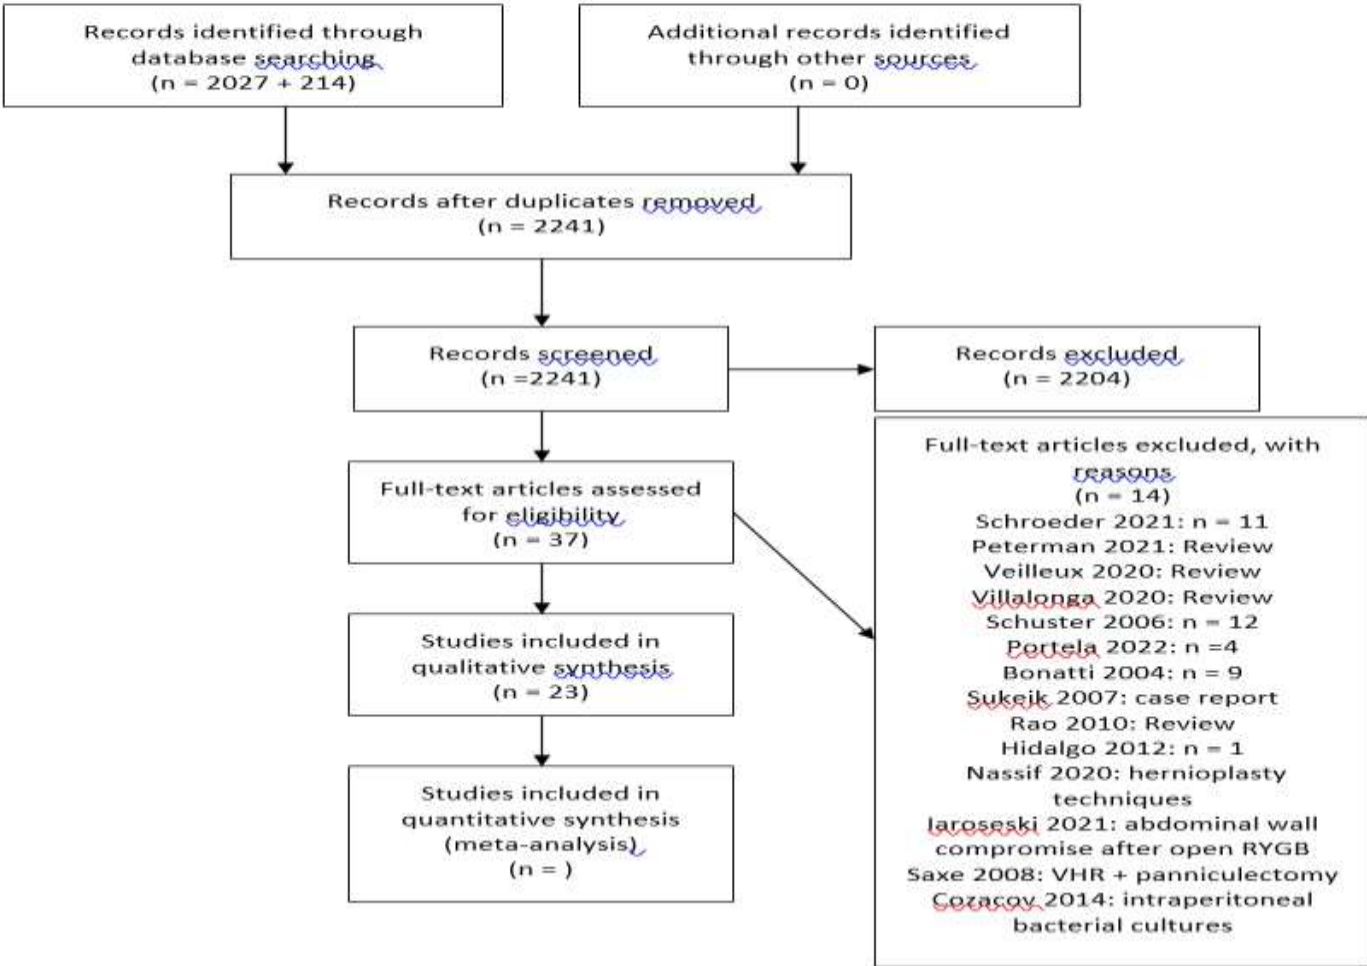 Records identified through
database searching
(n = 2027 + 214)
Additional records identified
through other sources
(n = 0)
Records after duplicates removed
(n = 2241)
Records screened
(n =2241)
Records excluded
(n = 2204)
Full-text articles assessed
for eligibility
(n = 37)
Full-text articles excluded, with
reasons
(n = 14)
Schroeder 2021: n = 11
Peterman 2021: Review
Veilleux 2020: Review
Villalonga 2020: Review
Schuster 2006: n = 12
Portela 2022: n =4
Bonatti 2004: n = 9
Sukeik 2007: case report
Rao 2010: Review
Hidalgo 2012: n = 1
Nassif 2020: hernioplasty
techniques
Iaroseski 2021: abdominal wall
compromise after open RYGB
Saxe 2008: VHR + panniculectomy
Cozacov 2014: intraperitoneal
bacterial cultures
Studies included in
qualitative synthesis
(n = 23)
Studies included in
quantitative synthesis
(meta-analysis)
(n = )